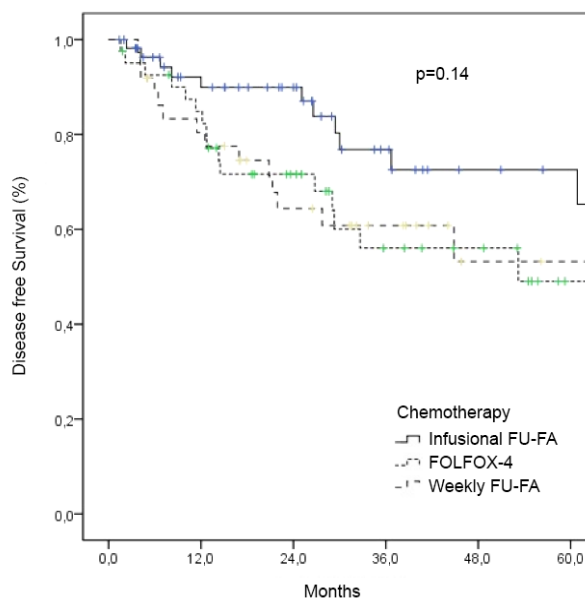 1,0
p=0.14
0,8
0,6
0,4
0,2
0,0
Disease free Survival (%)
Chemotherapy
Infusional FU-FA
FOLFOX-4
Weekly FU-FA
0,0 12,0 24,0 36,0 48,0 60,0
Months